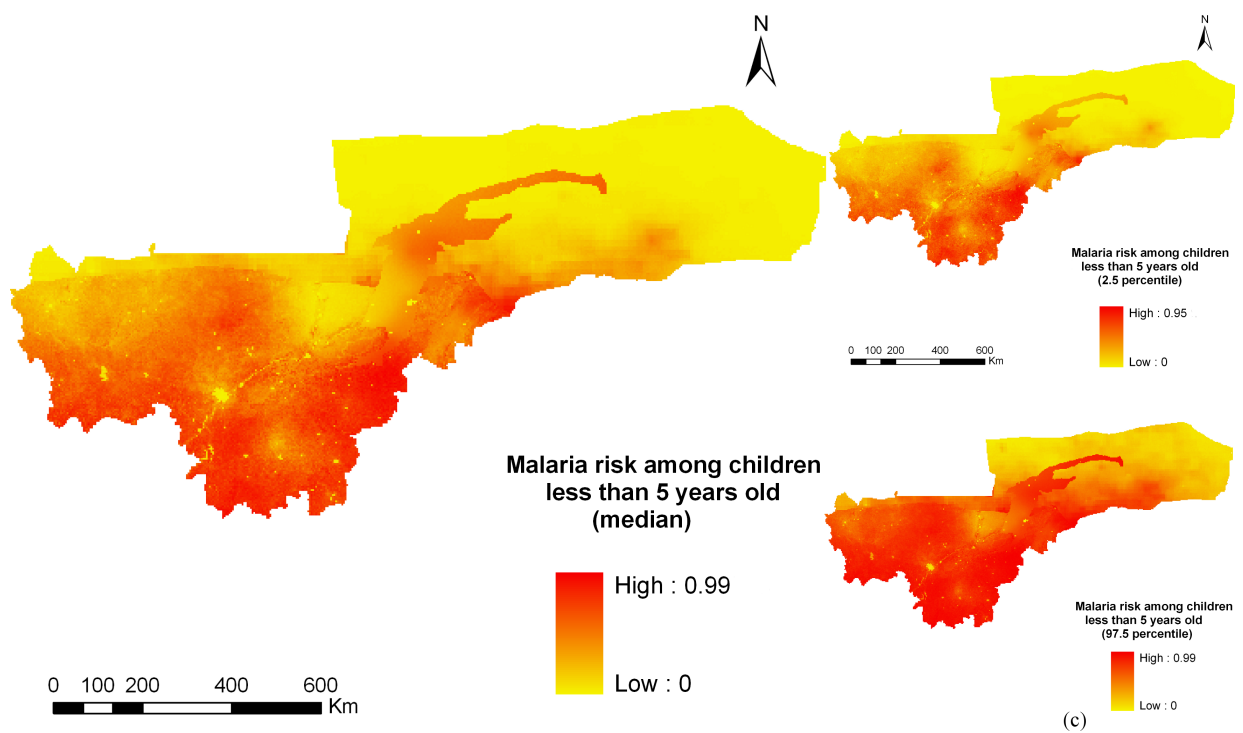 N
Malaria risk among children
less than 5 years old
(median)
High : 0.99
Low : 0
0 100 200 400 600
Km
N
Malaria risk among children
less than 5 years old
(2.5 percentile)
High : 0.95
Low : 0
0 100 200 400 600
Km
Malaria risk among children
less than 5 years old
(97.5 percentile)
High : 0.99
Low : 0
(c)